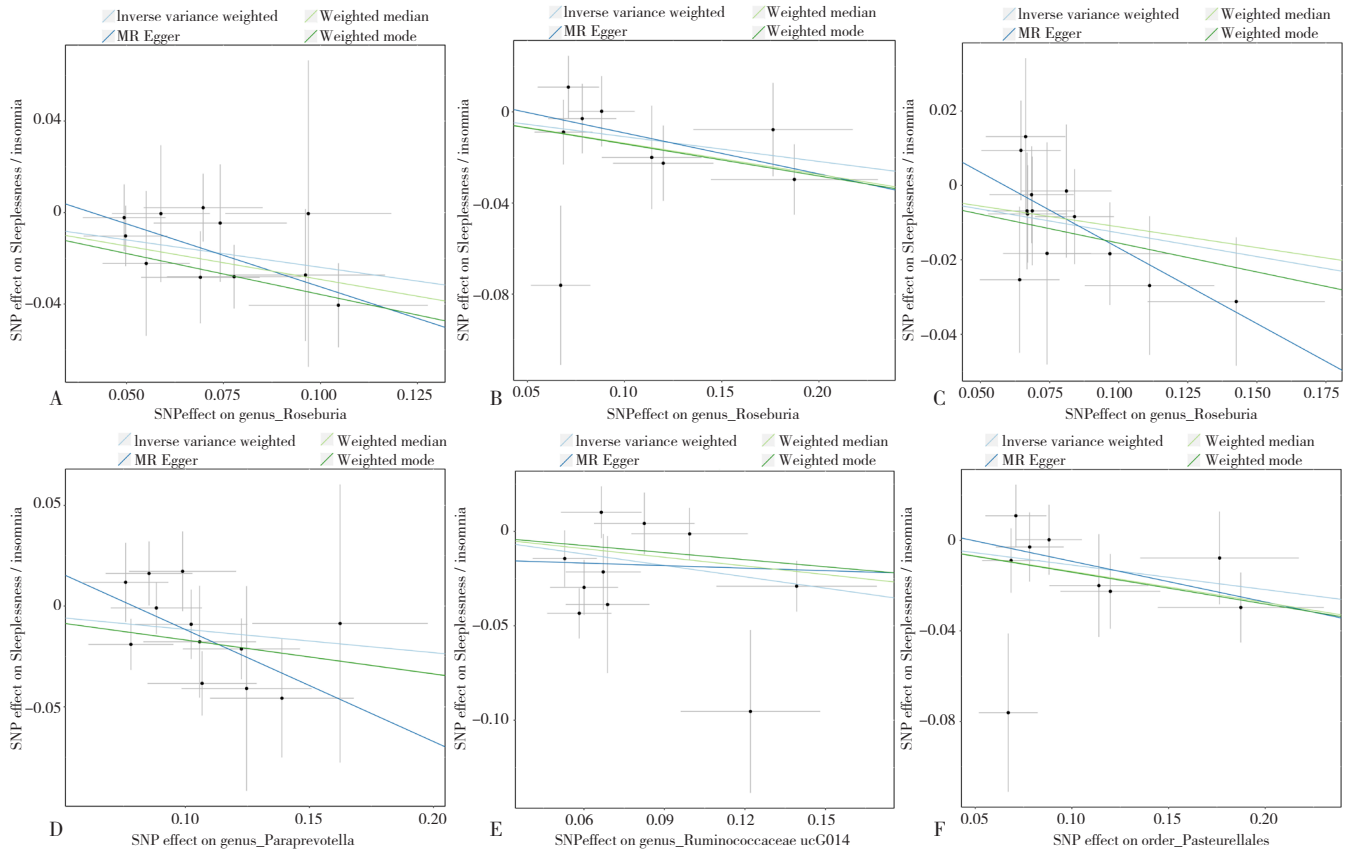 Inverse variance weighted Weighted median
MR Egger Weighted mode
SNP effect on Sleeplessness / insomnia
0.04
0
−0.04
0.050 0.075 0.100 0.125
A
SNPeffect on genus_Roseburia
Inverse variance weighted Weighted median
MR Egger Weighted mode
SNP effect on Sleeplessness / insomnia
0
−0.04
−0.08
0.05 0.10 0.15 0.20
B
SNPeffect on genus_Roseburia
Inverse variance weighted Weighted median
MR Egger Weighted mode
SNP effect on Sleeplessness / insomnia
0.02
0
−0.02
−0.04
0.050 0.075 0.100 0.125 0.150 0.175
C
SNPeffect on genus_Roseburia
Inverse variance weighted Weighted median
MR Egger Weighted mode
SNP effect on Sleeplessness / insomnia
0.05
0
−0.05
0.10 0.15 0.20
D
SNP effect on genus_Paraprevotella
Inverse variance weighted Weighted median
MR Egger Weighted mode
SNP effect on Sleeplessness / insomnia
0
−0.05
−0.10
0.06 0.09 0.12 0.15
E
SNPeffect on genus_Ruminococcaceae ucG014
Inverse variance weighted Weighted median
MR Egger Weighted mode
SNP effect on Sleeplessness / insomnia
0
−0.04
−0.08
0.05 0.10 0.15 0.20
F
SNP effect on order_Pasteurellales